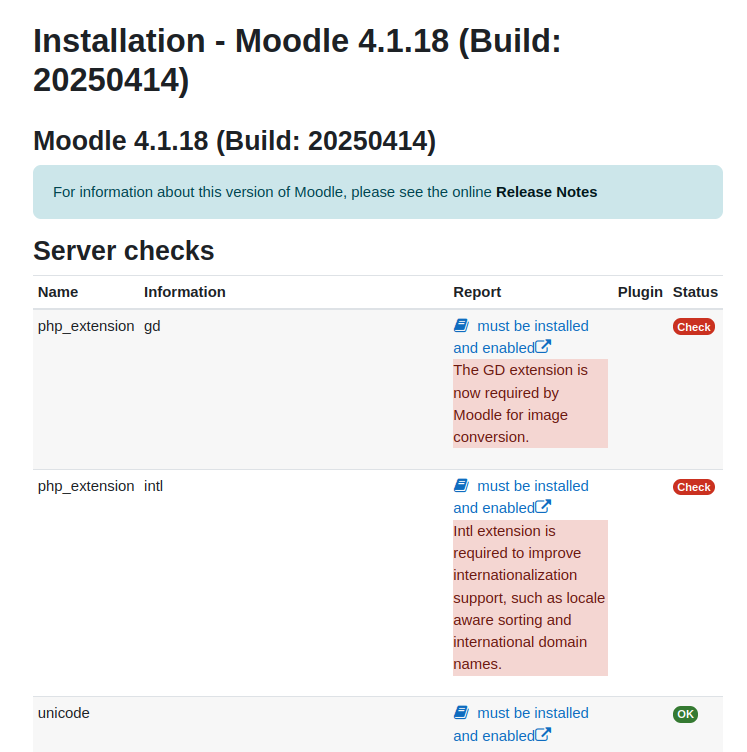 Installation - Moodle 4.1.18 (Build:
20250414)
Moodle 4.1.18 (Build: 20250414)
For information about this version of Moodle, please see the online Release Notes
Server checks
Name Information Report Plugin Status
php_extension gd must be installed Check
and enabled
The GD extension is
now required by
Moodle for image
conversion.
php_extension intl must be installed Check
and enabled
Intl extension is
required to improve
internationalization
support, such as locale
aware sorting and
international domain
names.
unicode must be installed OK
and enabled